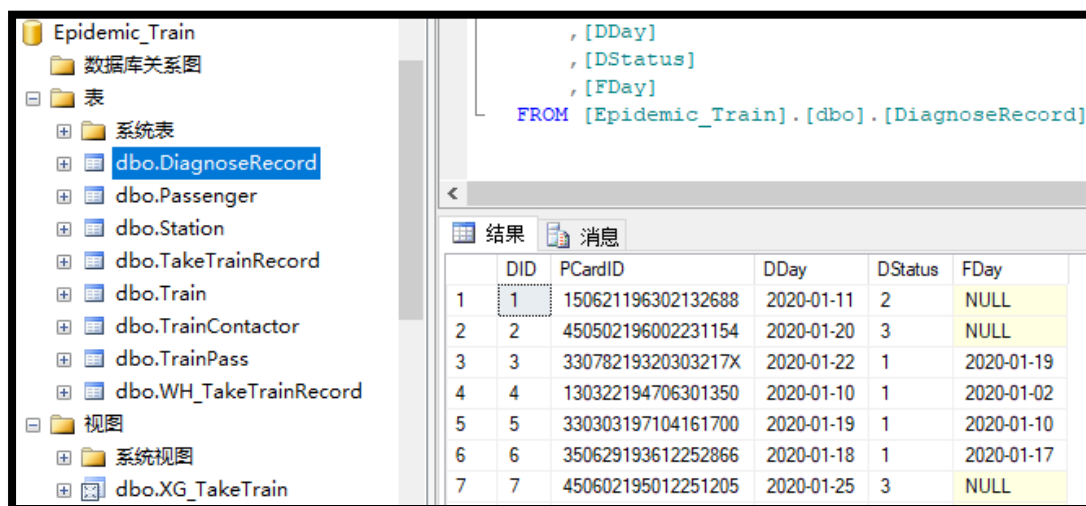 Epidemic_Train
数据库关系图
表
系统表
dbo.DiagnoseRecord
dbo.Passenger
dbo.Station
dbo.TakeTrainRecord
dbo.Train
dbo.TrainContactor
dbo.TrainPass
dbo.WH_TakeTrainRecord
视图
系统视图
dbo.XG_TakeTrain
,[DDay]
,[DStatus]
,[FDay]
FROM [Epidemic_Train].[dbo].[DiagnoseRecord]
结果 消息
DID PCardID DDay DStatus FDay
1 1 150621196302132688 2020-01-11 2 NULL
2 2 450502196002231154 2020-01-20 3 NULL
3 3 33078219320303217X 2020-01-22 1 2020-01-19
4 4 130322194706301350 2020-01-10 1 2020-01-02
5 5 330303197104161700 2020-01-19 1 2020-01-10
6 6 350629193612252866 2020-01-18 1 2020-01-17
7 7 450602195012251205 2020-01-25 3 NULL